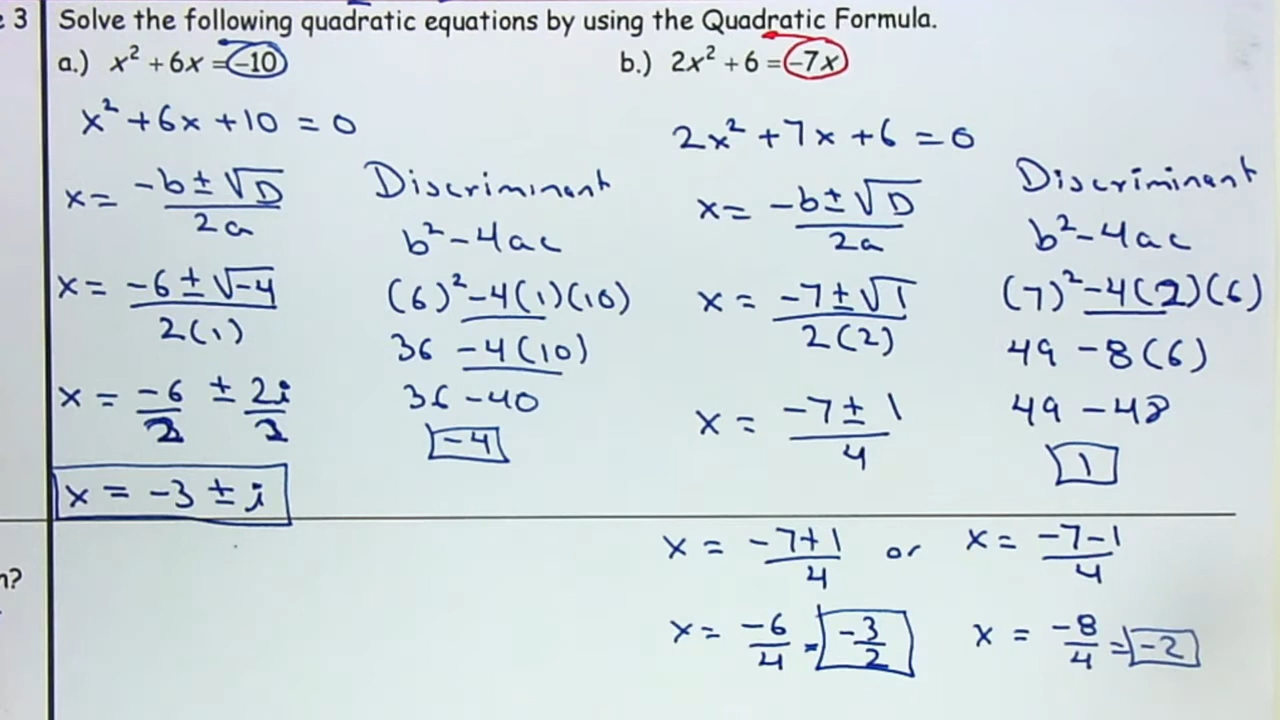 3 Solve the following quadratic equations by using the Quadratic Formula.
a.) x² + 6x = -10
x² + 6x + 10 = 0
x = (-b ± √D)/(2a)
x = (-6 ± √-4)/(2(1))
x = -6/2 ± 2i/2
x = -3 ± i
Discriminant
b² - 4ac
(6)² - 4(1)(10)
36 - 4(10)
36 - 40
-4
b.) 2x² + 6 = -7x
2x² + 7x + 6 = 0
x = (-b ± √D)/(2a)
x = (-7 ± √1)/(2(2))
x = (-7 ± 1)/4
Discriminant
b² - 4ac
(7)² - 4(2)(6)
49 - 8(6)
49 - 48
1
x = (-7+1)/4 or x = (-7-1)/4
x = -6/4 = -3/2 x = -8/4 = -2
?